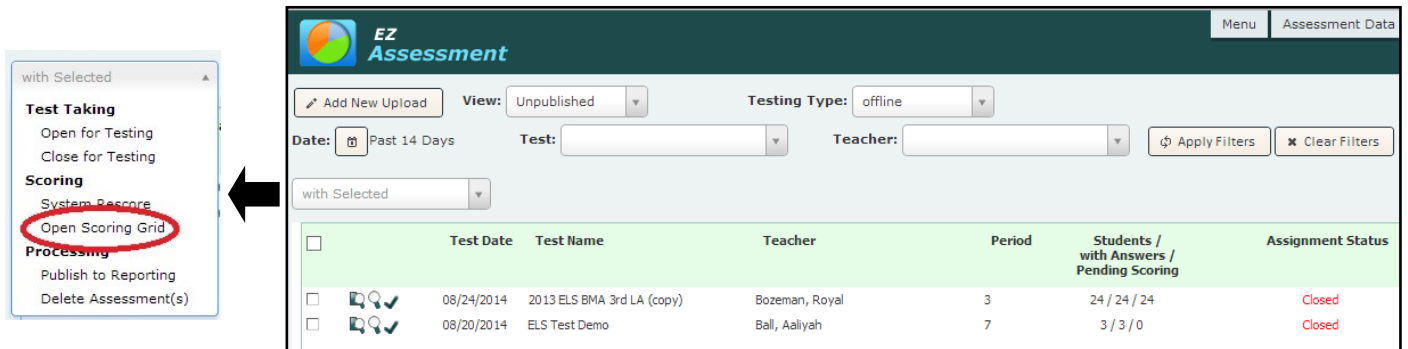 with Selected
Test Taking
Open for Testing
Close for Testing
Scoring
System Rescore
Open Scoring Grid
Processing
Publish to Reporting
Delete Assessment(s)
EZ
Assessment
Menu Assessment Data
Add New Upload View: Unpublished Testing Type: offline
Date: Past 14 Days Test: Teacher: Apply Filters Clear Filters
with Selected
Test Date Test Name Teacher Period Students / Assignment Status
with Answers /
Pending Scoring
08/24/2014 2013 ELS BMA 3rd LA (copy) Bozeman, Royal 3 24 / 24 / 24 Closed
08/20/2014 ELS Test Demo Ball, Aaliyah 7 3 / 3 / 0 Closed